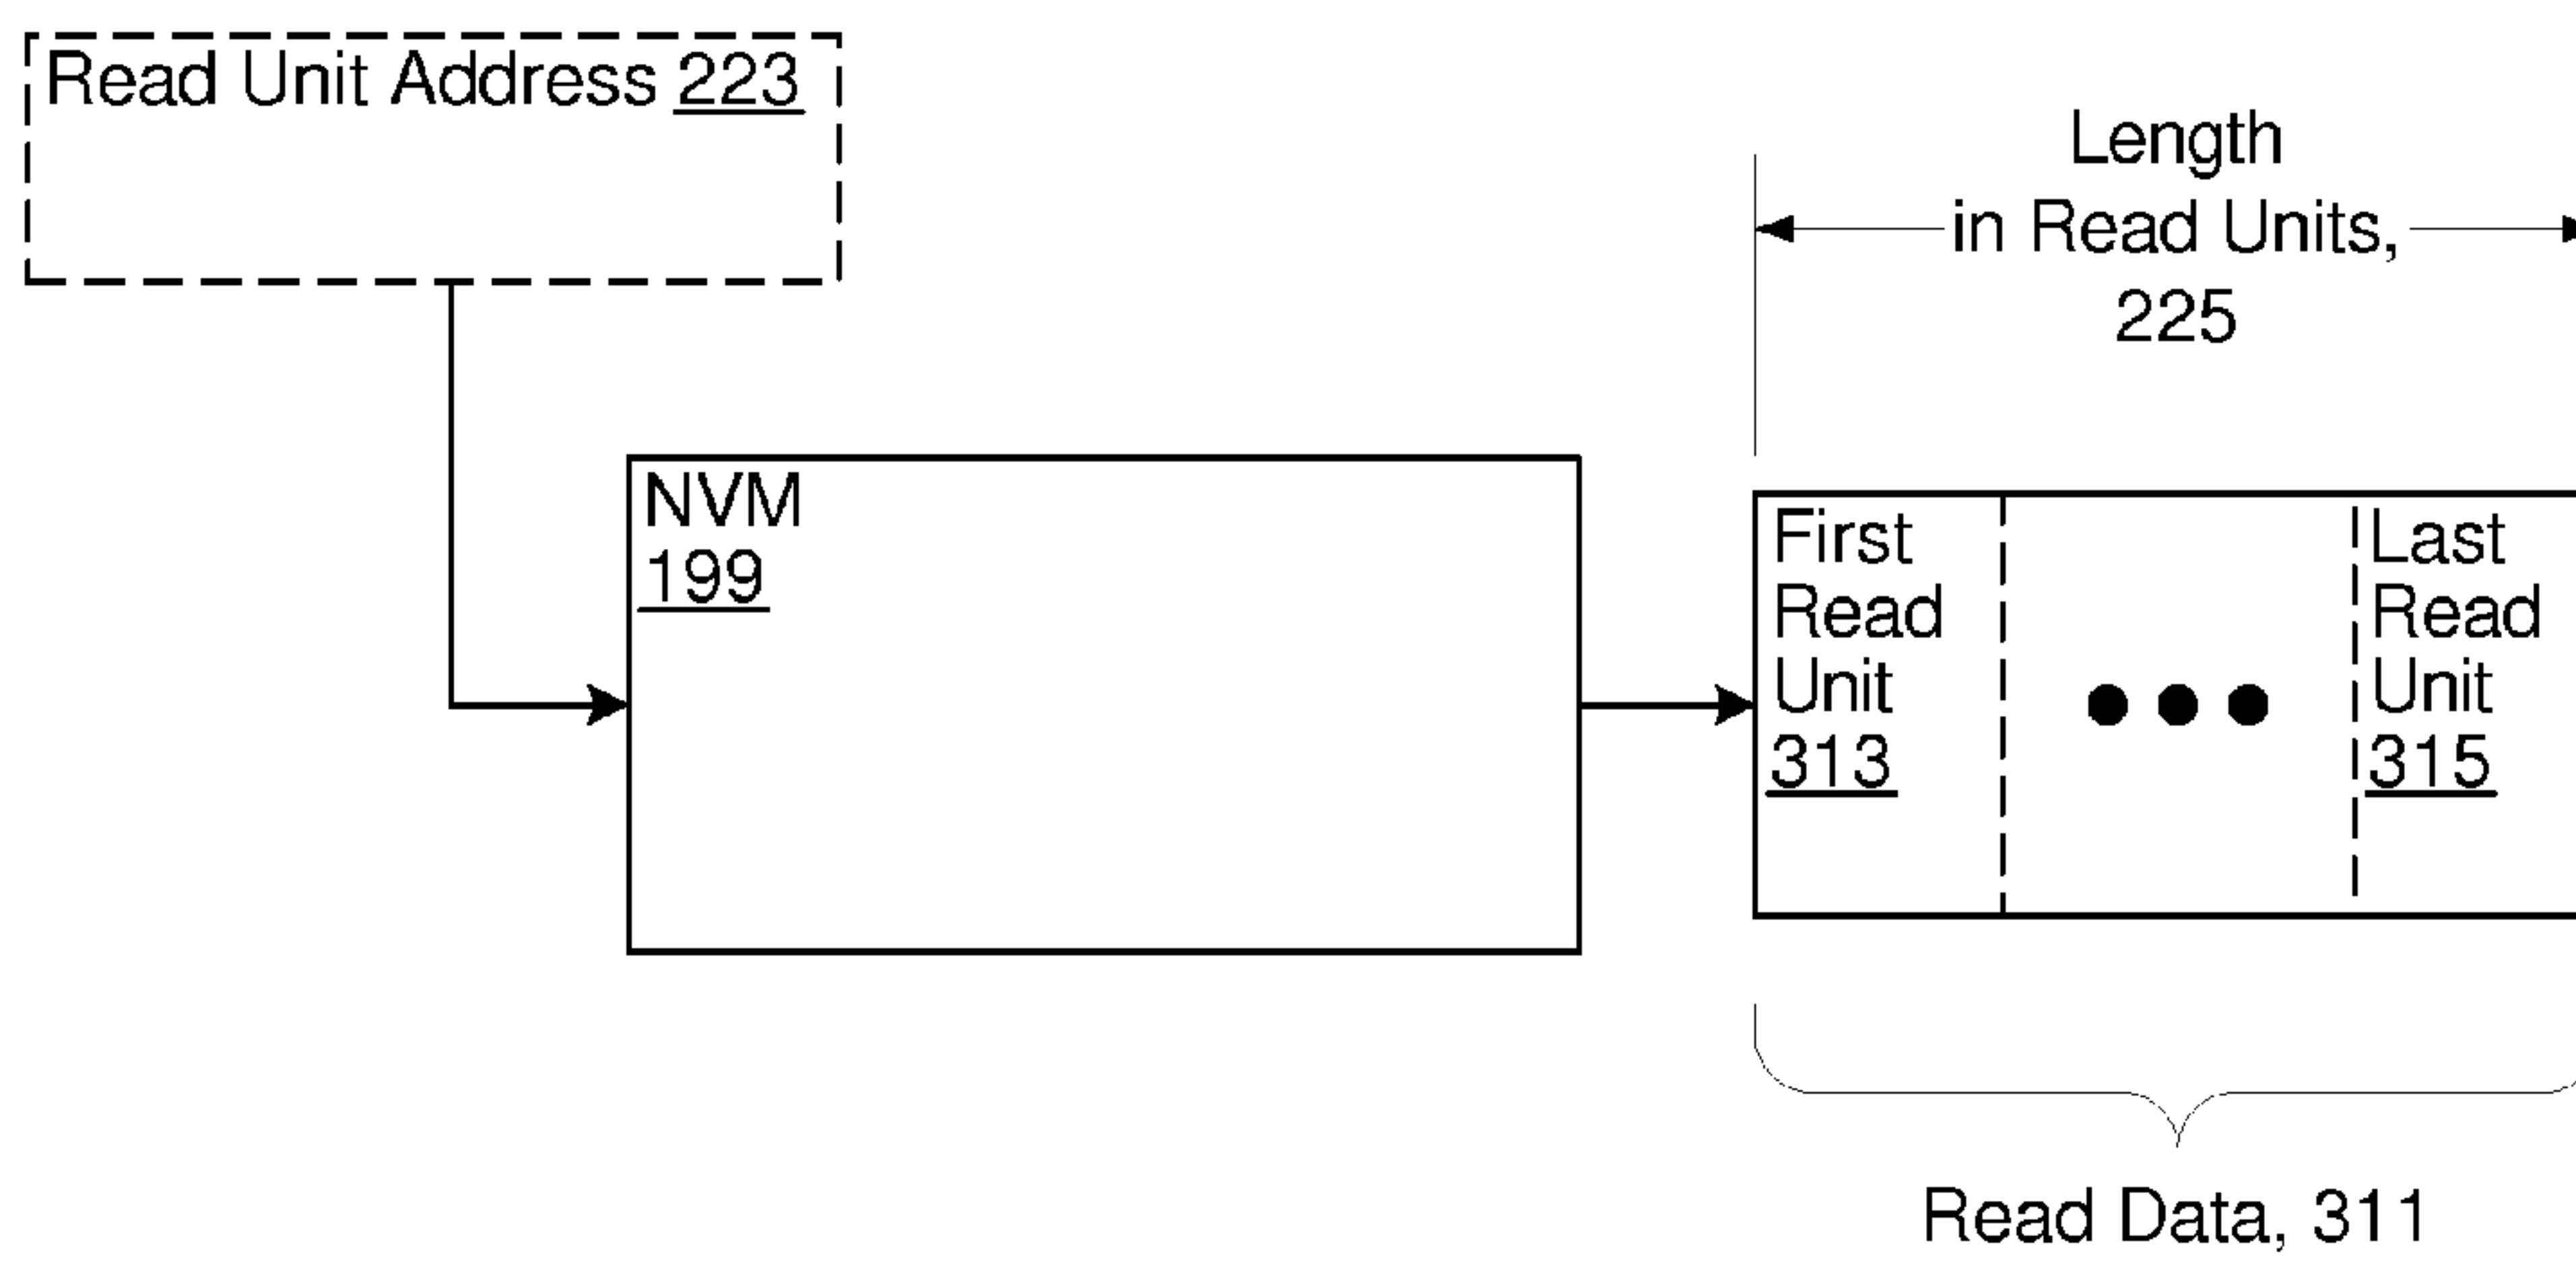 Read Unit Address 223
Length
in Read Units,
225
NVM
199
First
Read
Unit
313
Last
Read
Unit
315
Read Data, 311